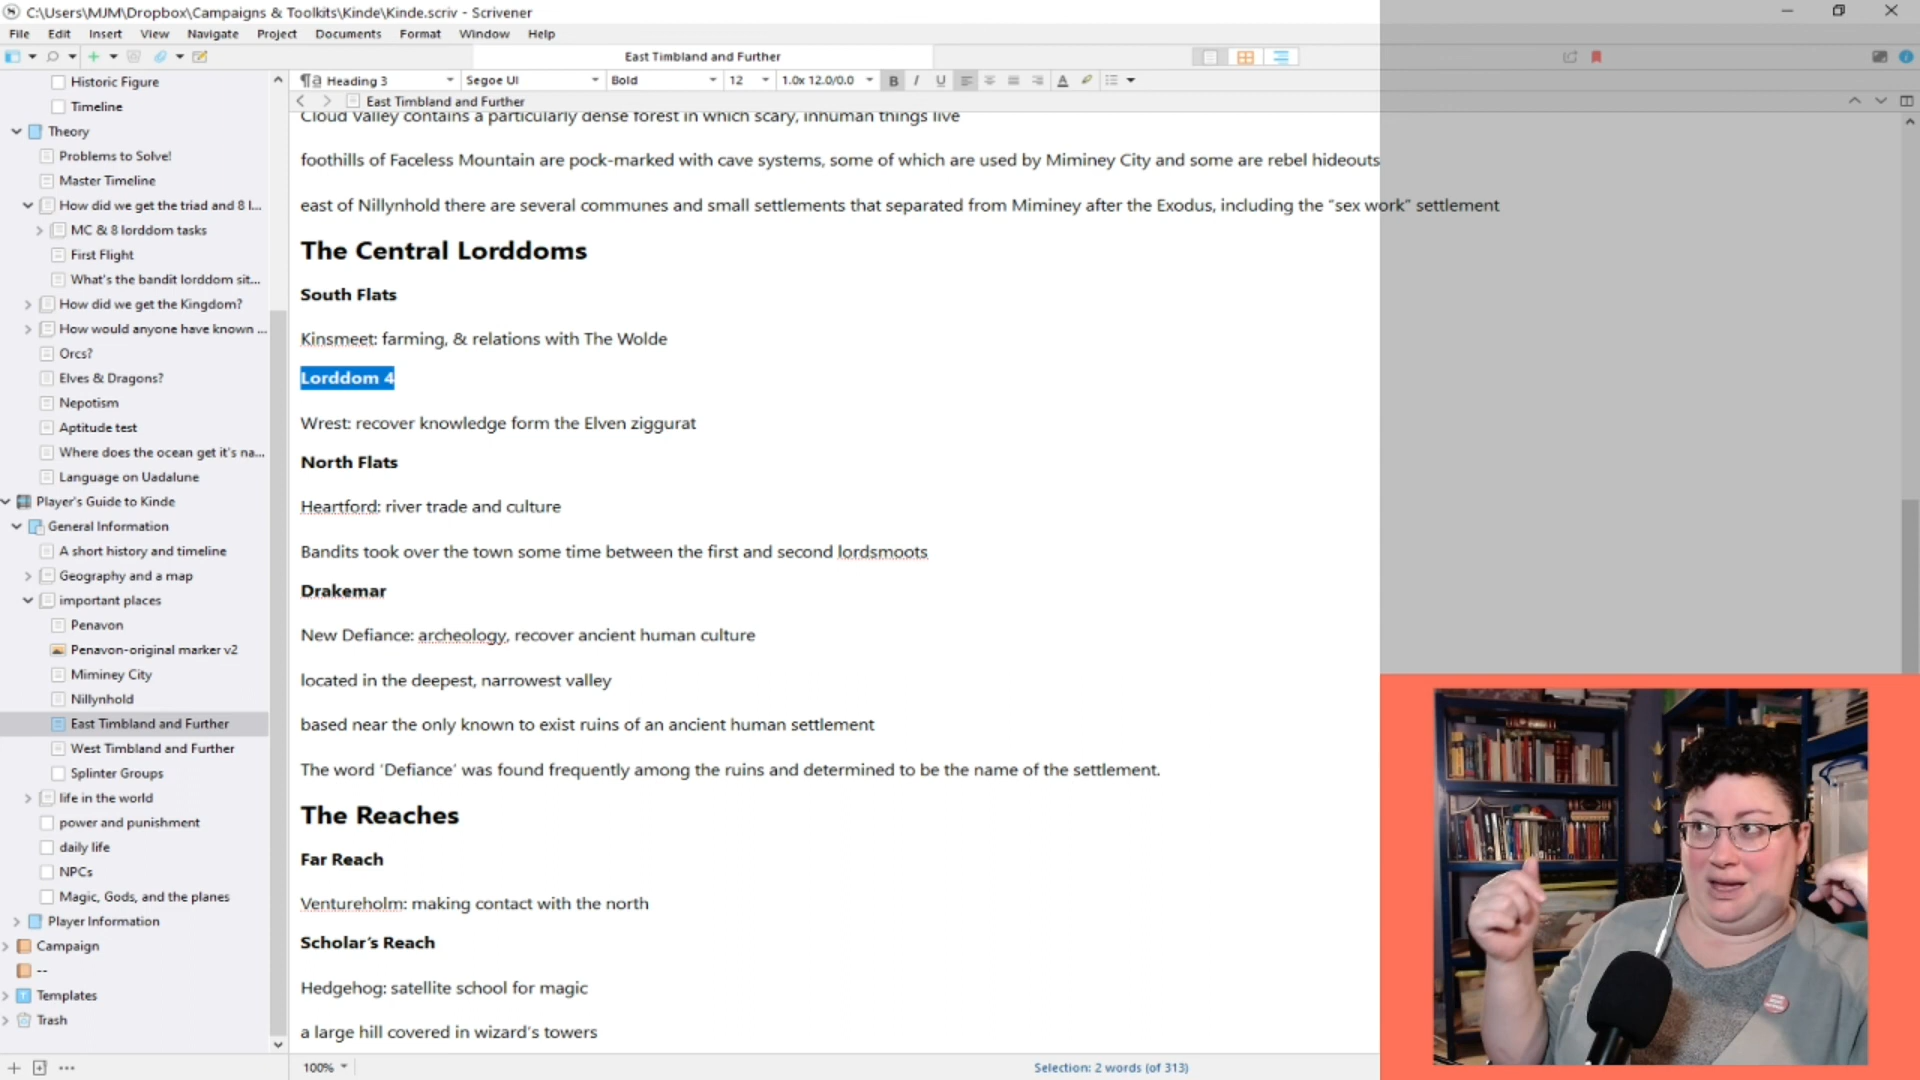 C:\Users\MJM\Dropbox\Campaigns & Toolkits\Kinde\Kinde.scriv - Scrivener
File Edit Insert View Navigate Project Documents Format Window Help
East Timbland and Further
Heading 3 Segoe UI Bold 12 1.0x 12.0/0.0 B I U A
East Timbland and Further
Historic Figure
Timeline
Theory
Problems to Solve!
Master Timeline
How did we get the triad and 8 l...
MC & 8 lorddom tasks
First Flight
What's the bandit lorddom sit...
How did we get the Kingdom?
How would anyone have known ...
Orcs?
Elves & Dragons?
Nepotism
Aptitude test
Where does the ocean get it's na...
Language on Uadalune
Player's Guide to Kinde
General Information
A short history and timeline
Geography and a map
important places
Penavon
Penavon-original marker v2
Miminey City
Nillynhold
East Timbland and Further
West Timbland and Further
Splinter Groups
life in the world
power and punishment
daily life
NPCs
Magic, Gods, and the planes
Player Information
Campaign
--
Templates
Trash
Cloud Valley contains a particularly dense forest in which scary, inhuman things live
foothills of Faceless Mountain are pock-marked with cave systems, some of which are used by Miminey City and some are rebel hideouts
east of Nillynhold there are several communes and small settlements that separated from Miminey after the Exodus, including the “sex work” settlement
The Central Lorddoms
South Flats
Kinsmeet: farming, & relations with The Wolde
Lorddom 4
Wrest: recover knowledge form the Elven ziggurat
North Flats
Heartford: river trade and culture
Bandits took over the town some time between the first and second lordsmoots
Drakemar
New Defiance: archeology, recover ancient human culture
located in the deepest, narrowest valley
based near the only known to exist ruins of an ancient human settlement
The word ‘Defiance’ was found frequently among the ruins and determined to be the name of the settlement.
The Reaches
Far Reach
Ventureholm: making contact with the north
Scholar’s Reach
Hedgehog: satellite school for magic
a large hill covered in wizard’s towers
100%
Selection: 2 words (of 313)